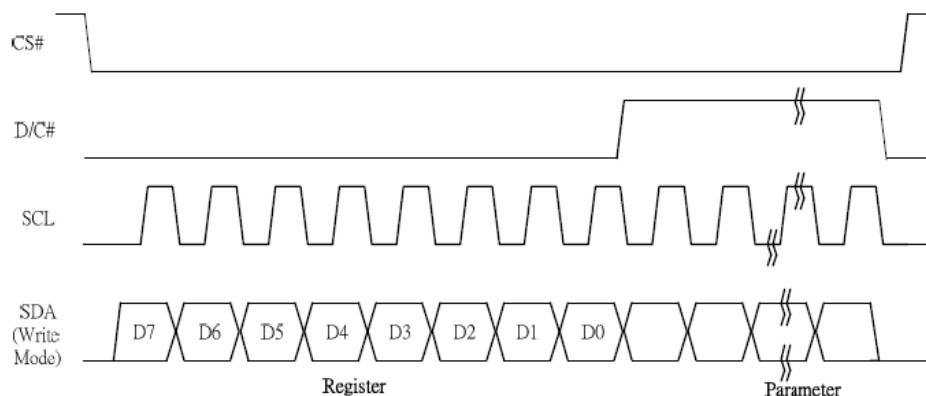 CS#
D/C#
SCL
SDA
(Write
Mode)
D7 D6 D5 D4 D3 D2 D1 D0
Register
Parameter